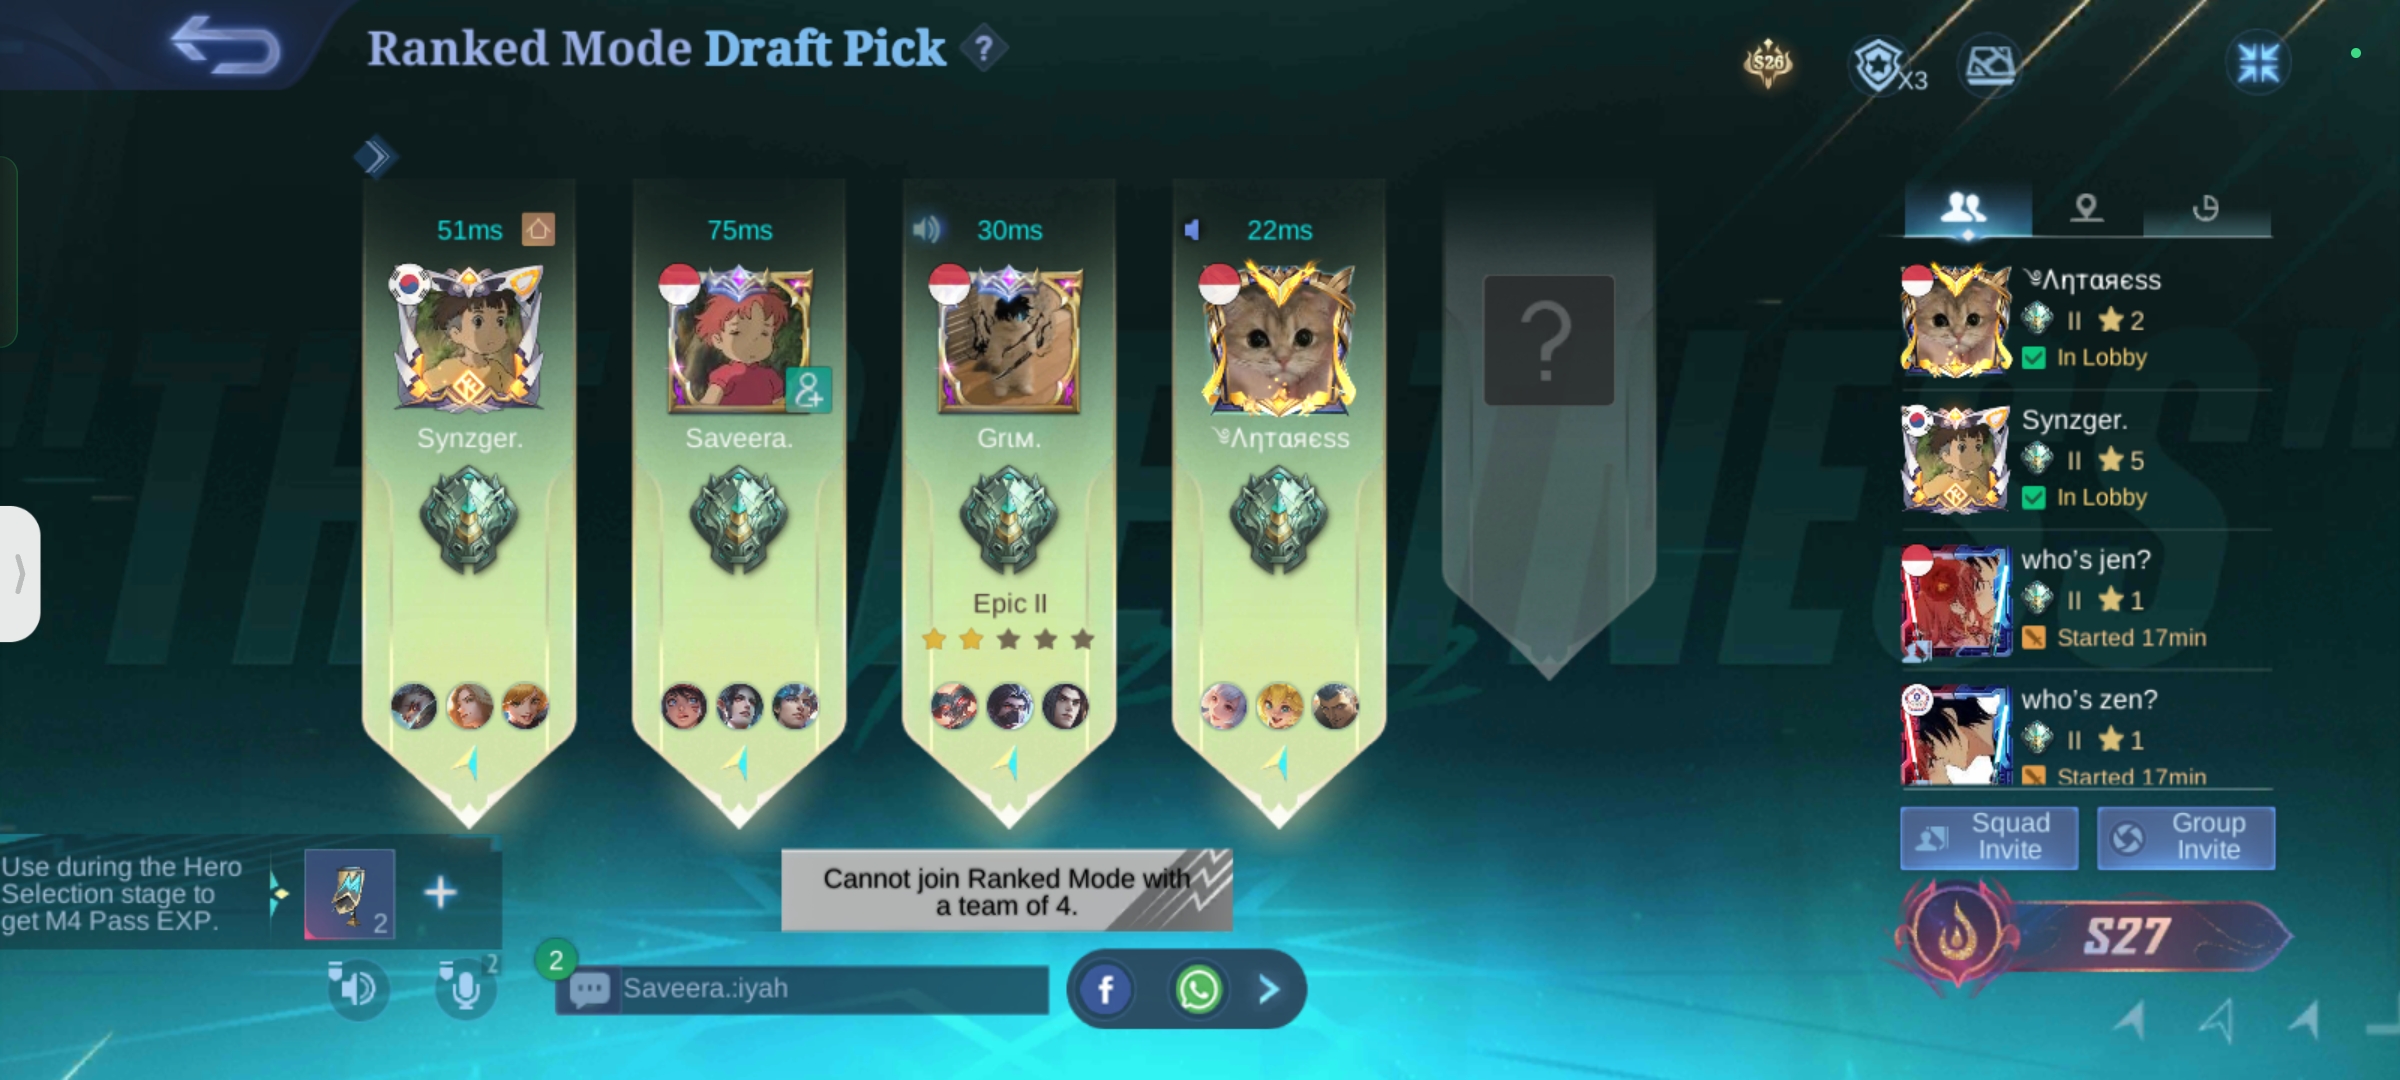 Ranked Mode Draft Pick ?
S26
X3
51ms
75ms
30ms
22ms
Synzger.
Saveera.
Grιм.
༄Ληταяєss
?
Epic II
Cannot join Ranked Mode with
a team of 4.
Use during the Hero
Selection stage to
get M4 Pass EXP.
2
2
2
Saveera.:iyah
༄Ληταяєss
II 2
In Lobby
Synzger.
II 5
In Lobby
who's jen?
II 1
Started 17min
who's zen?
II 1
Started 17min
Squad
Invite
Group
Invite
S27